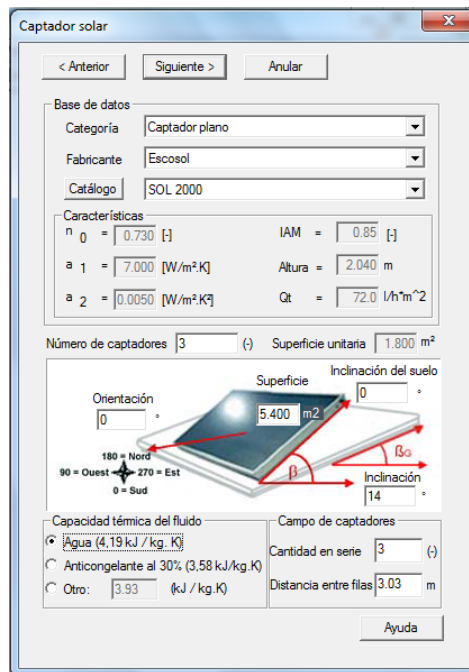 Captador solar
x
< Anterior
Siguiente >
Anular
Base de datos
Categoría Captador plano
Fabricante Escosol
Catálogo SOL 2000
Características
n 0 = 0.730 [-] IAM = 0.85 [-]
a 1 = 7.000 [W/m².K] Altura = 2.040 m
a 2 = 0.0050 [W/m².K²] Qt = 72.0 l/h*m^2
Número de captadores 3 (-) Superficie unitaria 1.800 m²
Inclinación del suelo
0 °
Superficie
5.400 m2
Orientación
0 °
180 = Nord
90 = Ouest 270 = Est
0 = Sud
β
βG
Inclinación
14 °
Capacidad térmica del fluido
Agua (4,19 kJ / kg. K)
Anticongelante al 30% (3,58 kJ/kg.K)
Otro: 3.93 (kJ / kg.K)
Campo de captadores
Cantidad en serie 3 (-)
Distancia entre filas 3.03 m
Ayuda